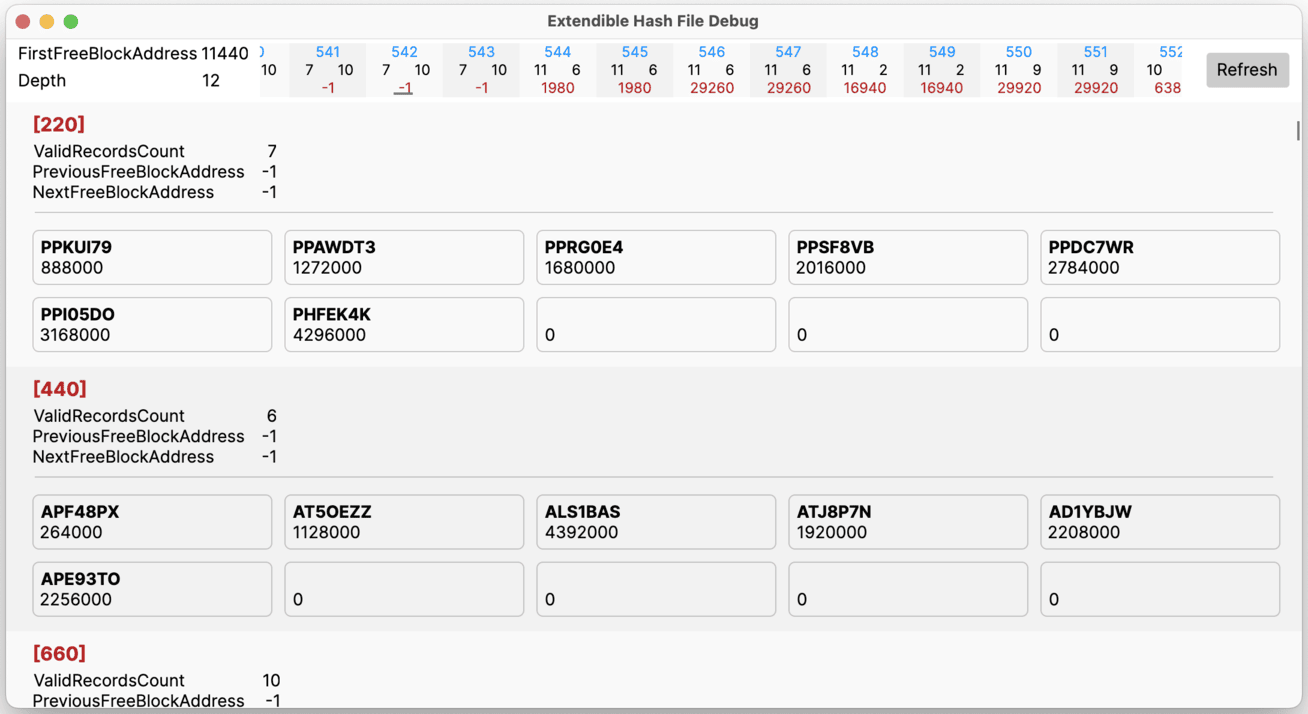 Extendible Hash File Debug
FirstFreeBlockAddress 11440
Depth 12
0 541 542 543 544 545 546 547 548 549 550 551 552
10 7 10 7 10 7 10 11 6 11 6 11 6 11 6 11 2 11 2 11 9 11 9 10
-1 -1 -1 1980 1980 29260 29260 16940 16940 29920 29920 638
Refresh
[220]
ValidRecordsCount 7
PreviousFreeBlockAddress -1
NextFreeBlockAddress -1
PPKUI79 PPAWDT3 PPRG0E4 PPSF8VB PPDC7WR
888000 1272000 1680000 2016000 2784000
PPI05DO PHFEK4K
3168000 4296000 0 0 0
[440]
ValidRecordsCount 6
PreviousFreeBlockAddress -1
NextFreeBlockAddress -1
APF48PX AT5OEZZ ALS1BAS ATJ8P7N AD1YBJW
264000 1128000 4392000 1920000 2208000
APE93TO
2256000 0 0 0 0
[660]
ValidRecordsCount 10
PreviousFreeBlockAddress -1